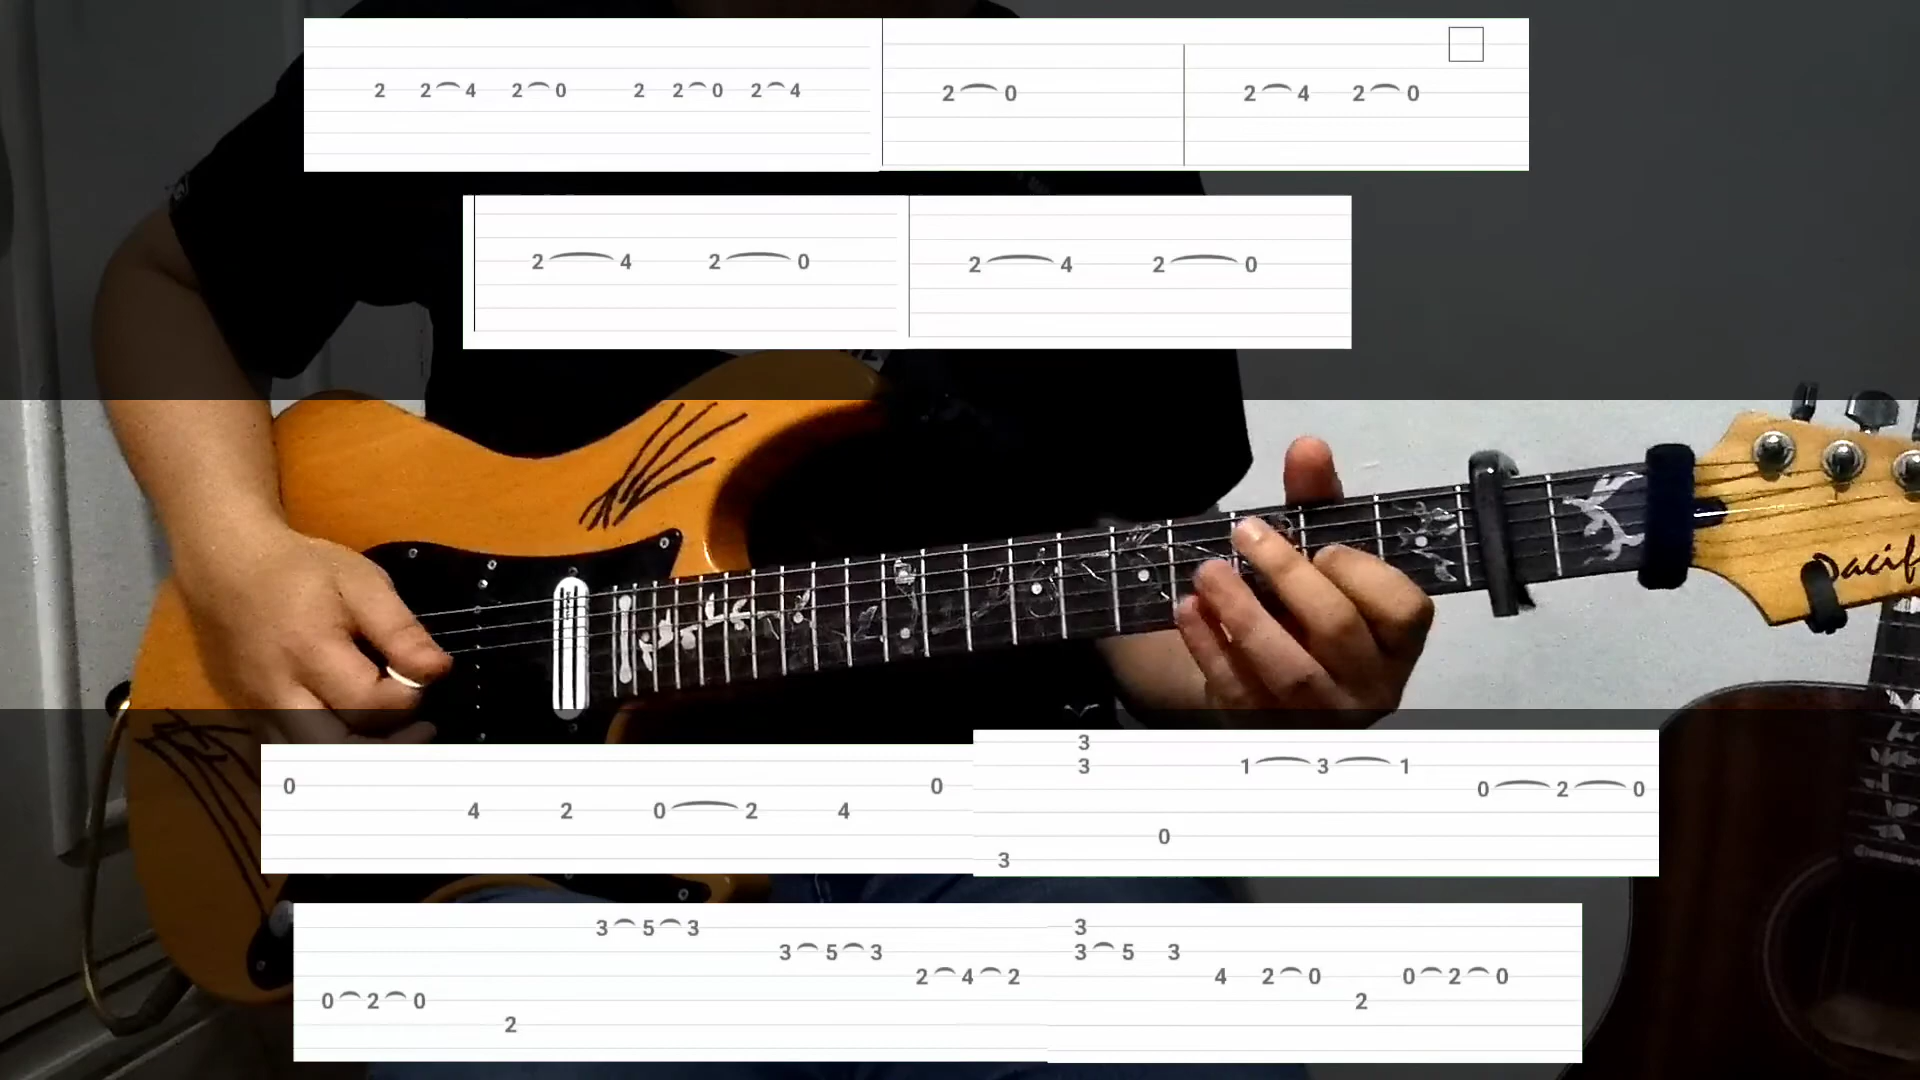 2 2 4 2 0 2 2 0 2 4 2 0 2 4 2 0
2 4 2 0 2 4 2 0
Pacif
3
3 1 3 1
0 0 0 2 0
4 2 0 2 4
0
3
3 5 3 3
3 5 3 3 5 3
2 4 2 4 2 0 0 2 0
0 2 0 2
2